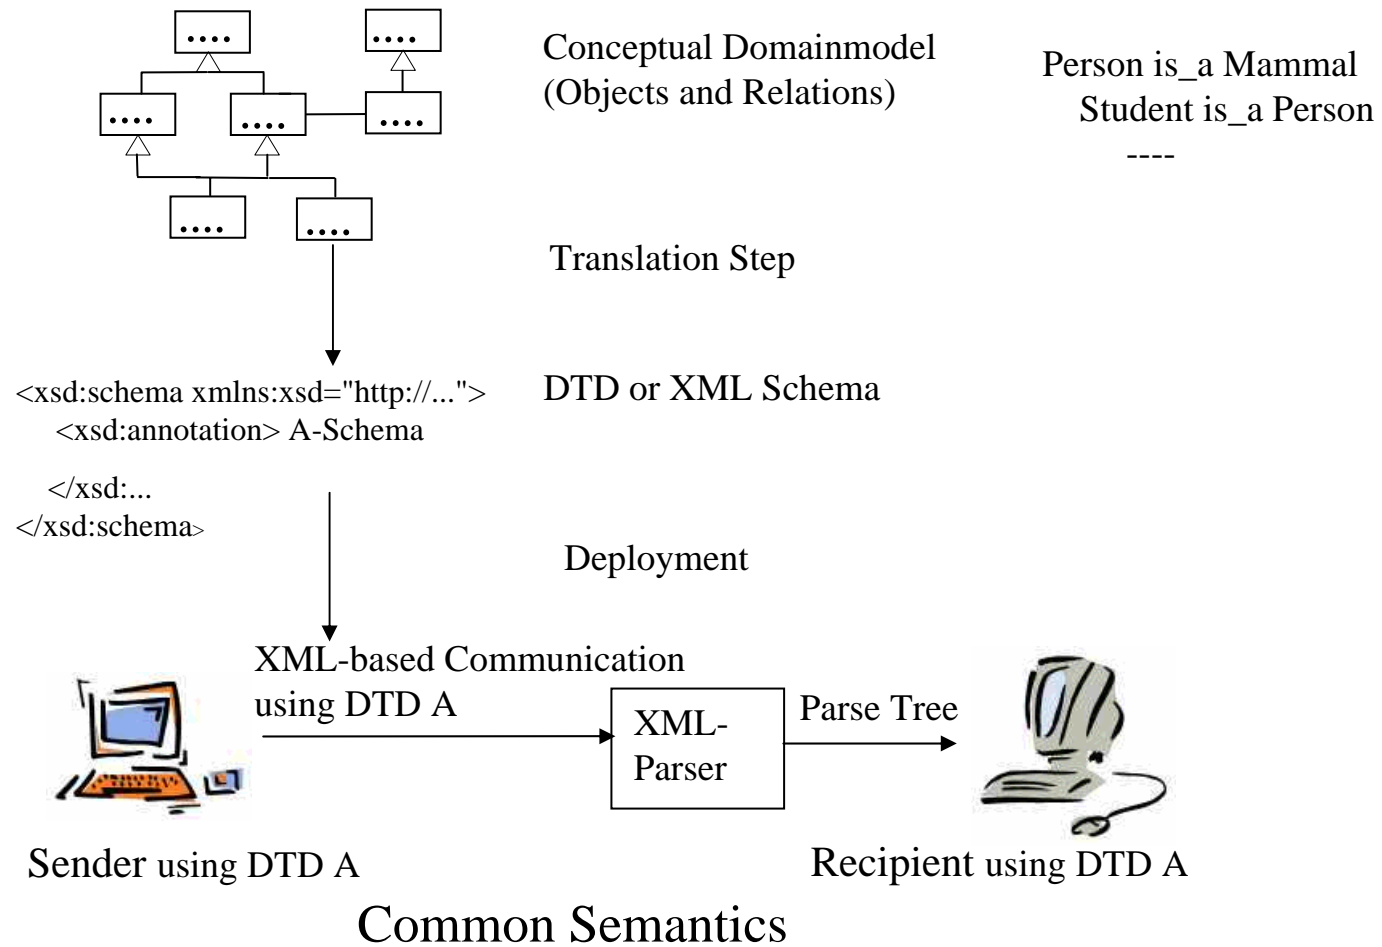 ....
....
Conceptual Domainmodel
(Objects and Relations)
Person is_a Mammal
Student is_a Person
----
....
....
....
....
....
Translation Step
<xsd:schema xmlns:xsd="http://...">
<xsd:annotation> A-Schema
</xsd:...
</xsd:schema>
DTD or XML Schema
Deployment
XML-based Communication
using DTD A
XML-
Parser
Parse Tree
Sender using DTD A
Recipient using DTD A
Common Semantics